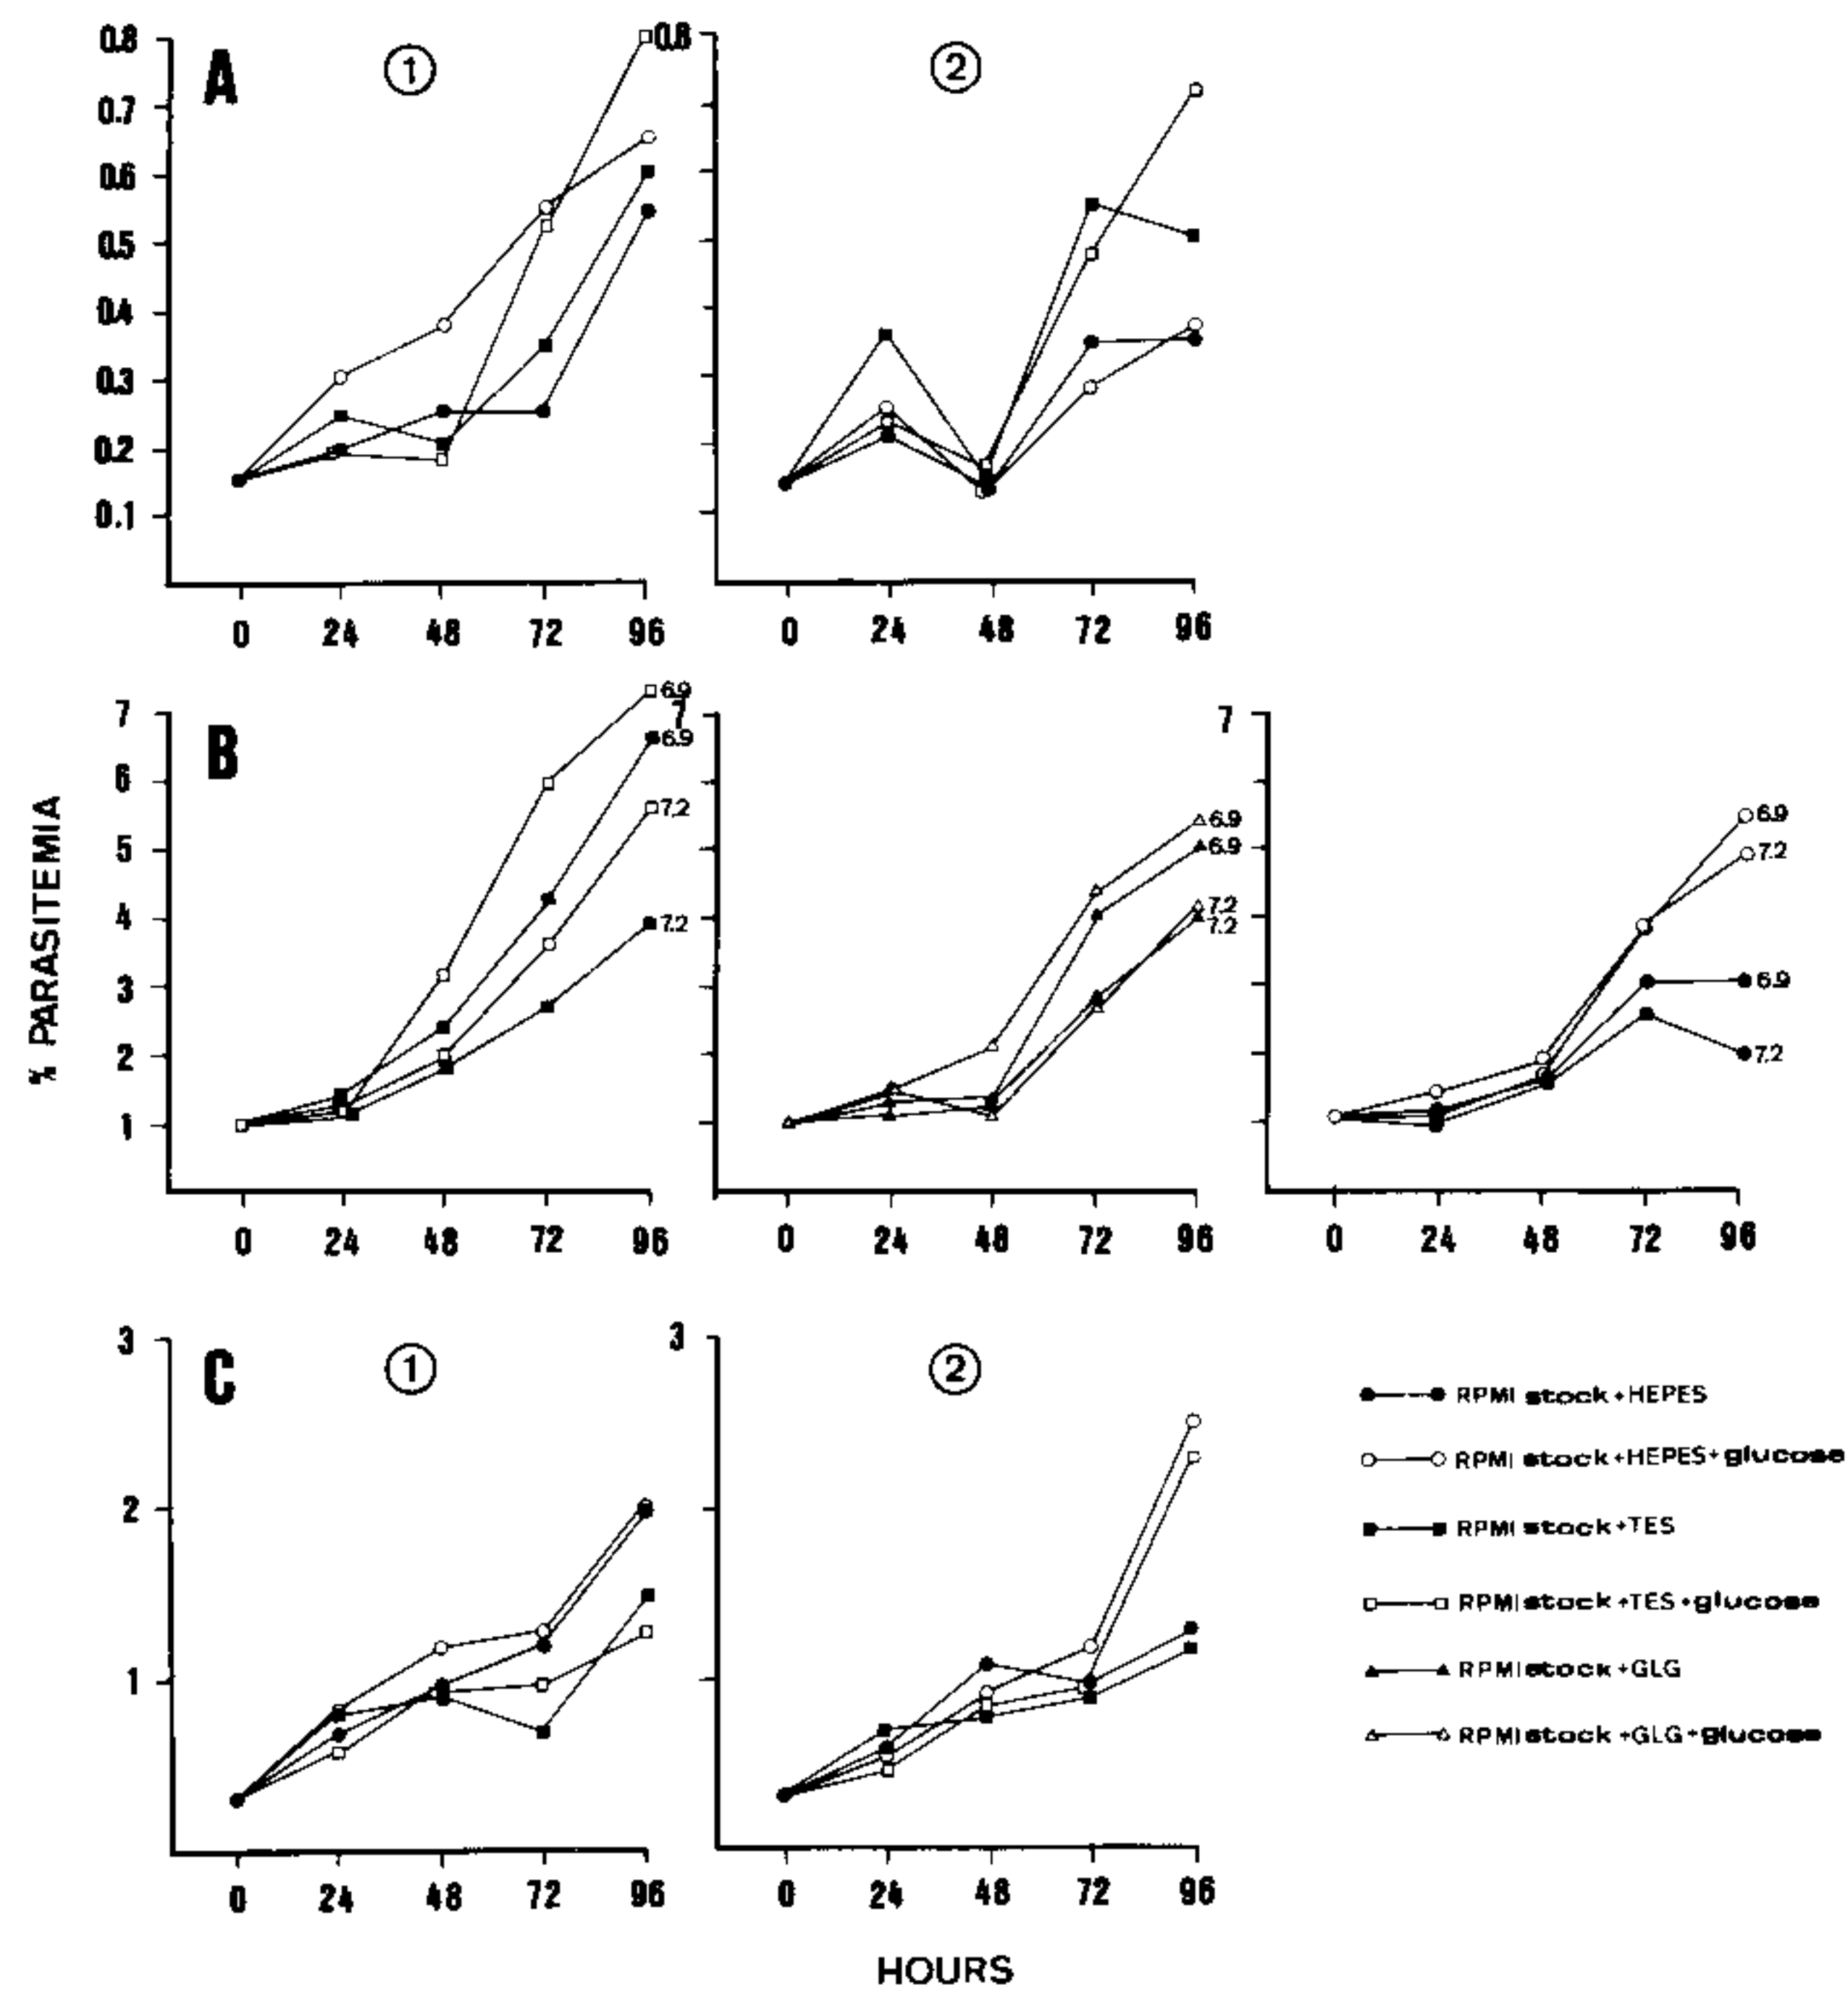 0.8
A
1
0.7
0.6
0.5
0.4
0.3
0.2
0.1
0 24 48 72 96
0.8
2
0 24 48 72 96
% PARASITEMIA
7
B
6
5
4
3
2
1
6.9
6.9
7.2
7.2
0 24 48 72 96
7
6.9
6.9
7.2
7.2
0 24 48 72 96
7
6.9
7.2
6.9
7.2
0 24 48 72 96
3
C
1
2
1
0 24 48 72 96
3
2
0 24 48 72 96
RPMI stock+HEPES
RPMI stock+HEPES+glucose
RPMI stock+TES
RPMI stock+TES+glucose
RPMI stock+GLG
RPMI stock+GLG+glucose
HOURS